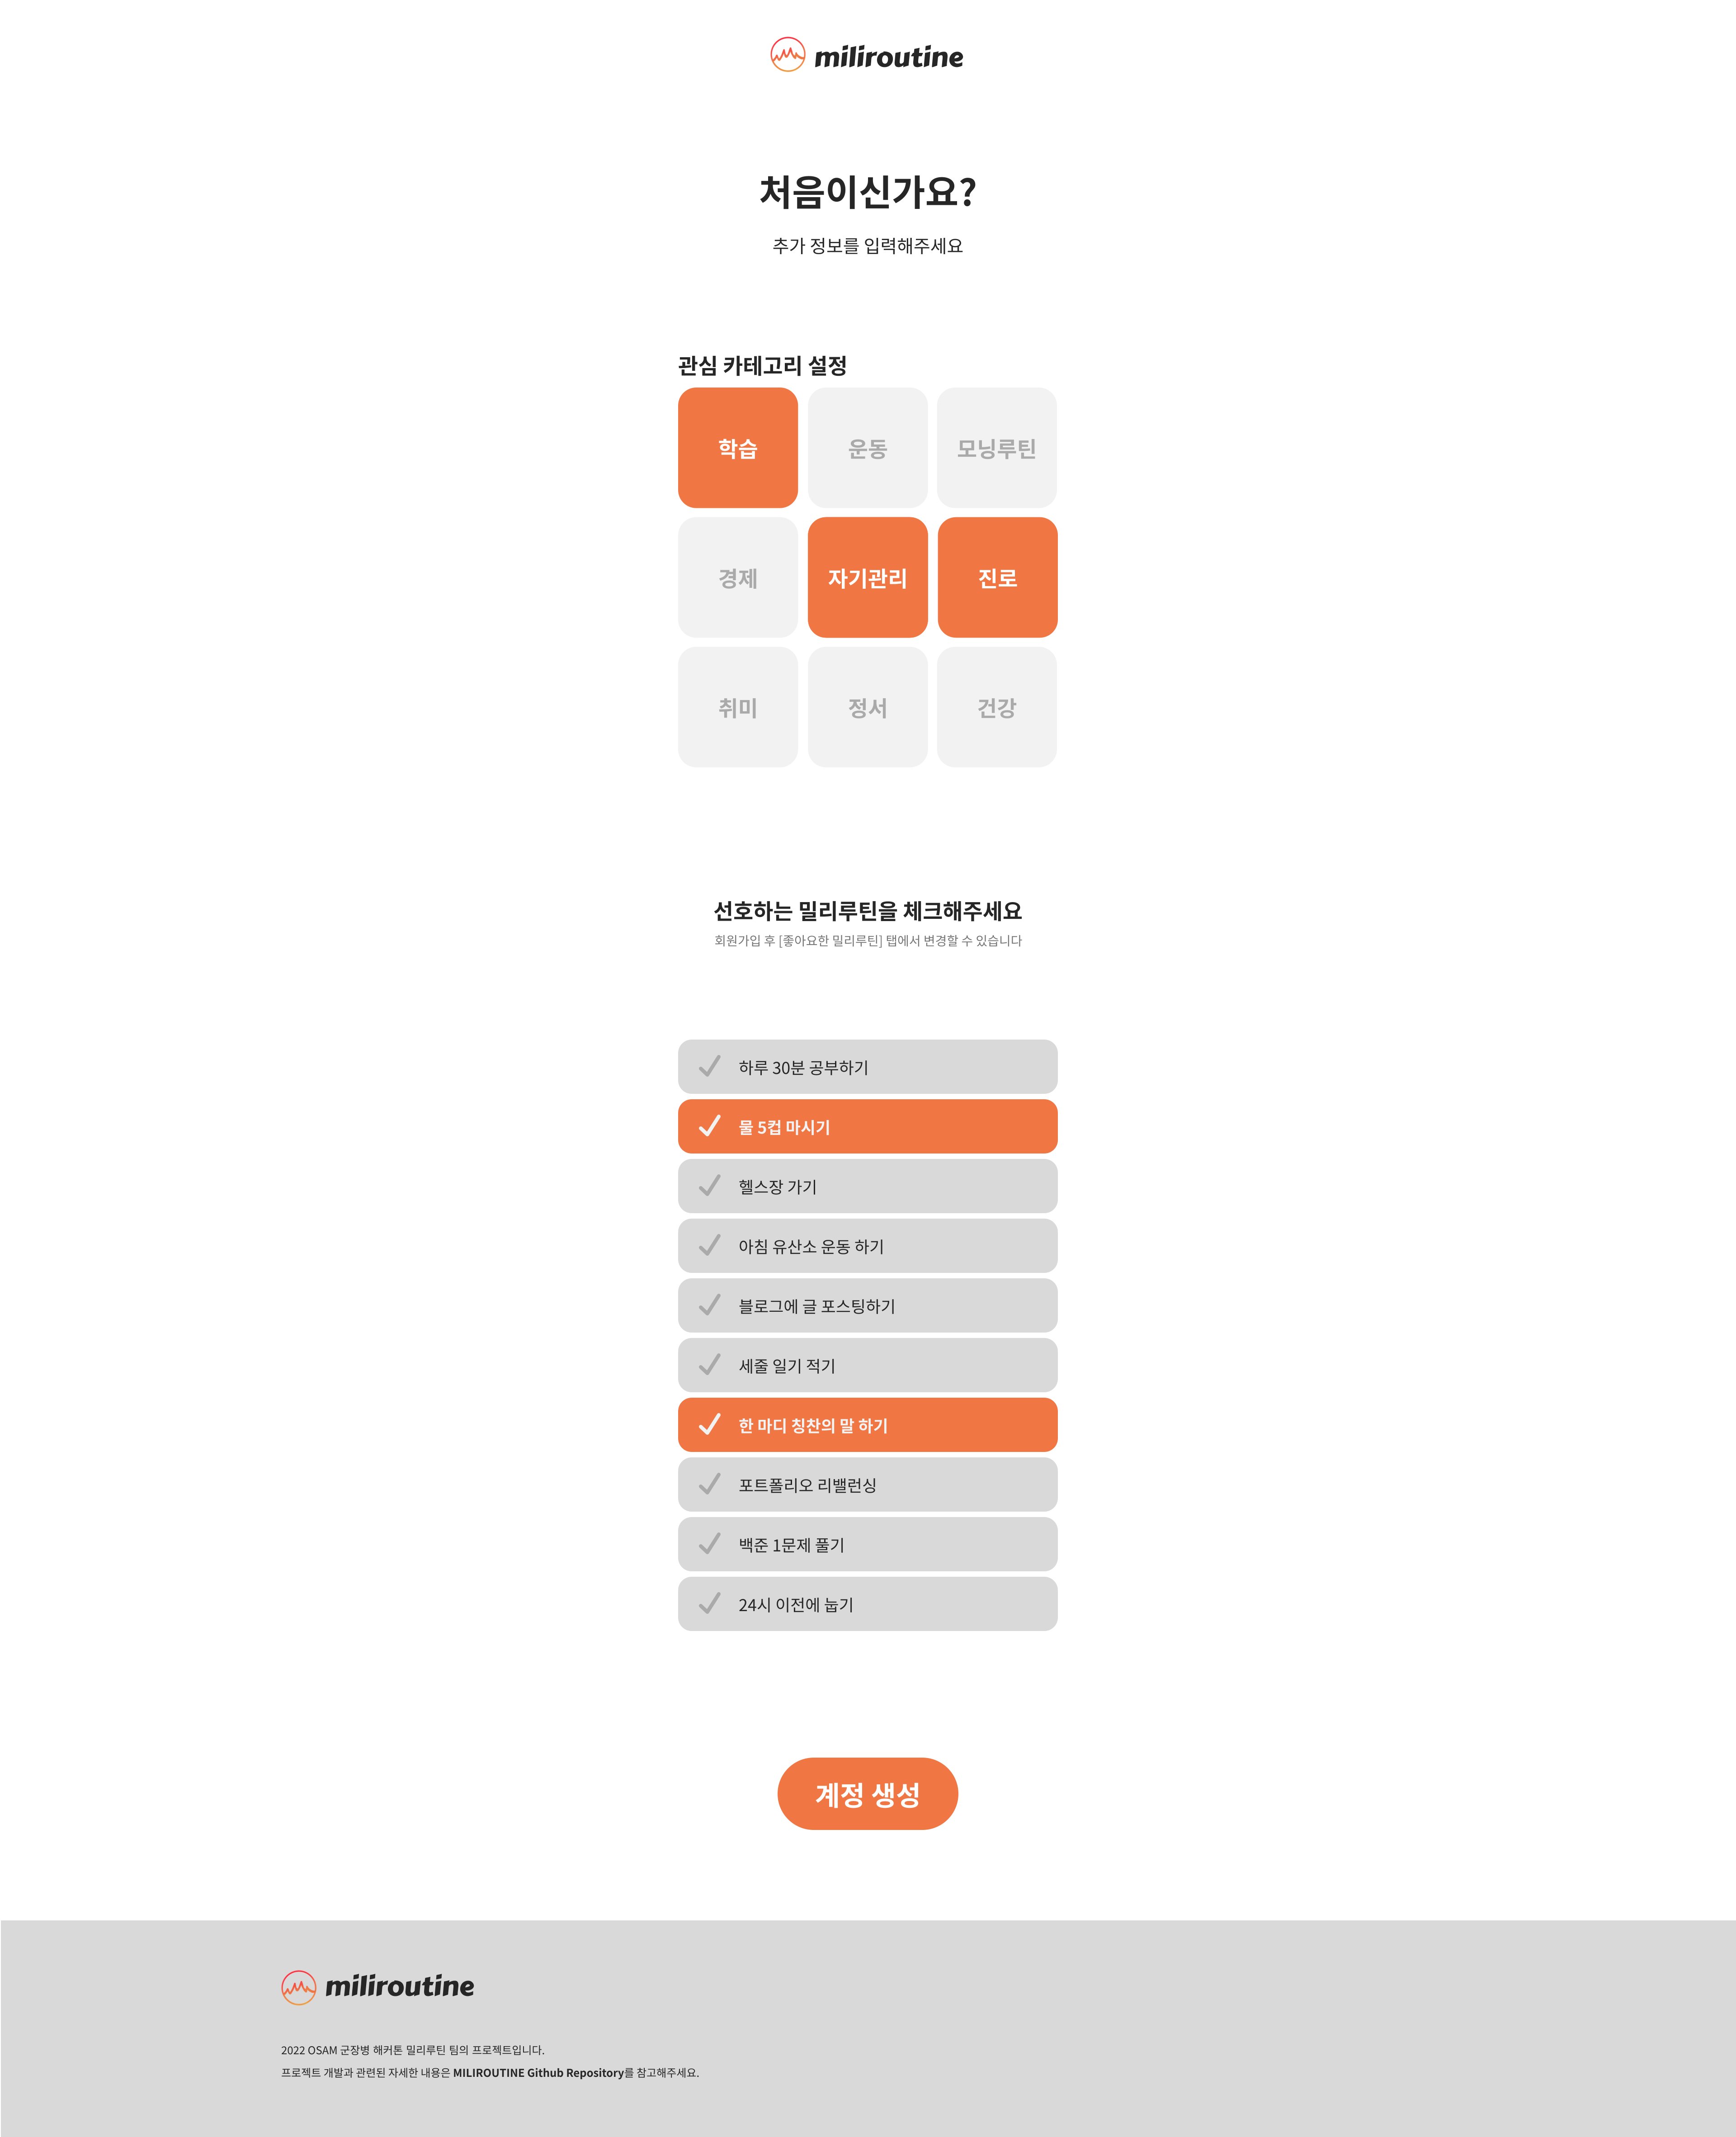 miliroutine
처음이신가요?
추가 정보를 입력해주세요
관심 카테고리 설정
학습
운동
모닝루틴
경제
자기관리
진로
취미
정서
건강
선호하는 밀리루틴을 체크해주세요
회원가입 후 [좋아요한 밀리루틴] 탭에서 변경할 수 있습니다
하루 30분 공부하기
물 5컵 마시기
헬스장 가기
아침 유산소 운동 하기
블로그에 글 포스팅하기
세줄 일기 적기
한 마디 칭찬의 말 하기
포트폴리오 리밸런싱
백준 1문제 풀기
24시 이전에 눕기
계정 생성
miliroutine
2022 OSAM 군장병 해커톤 밀리루틴 팀의 프로젝트입니다.
프로젝트 개발과 관련된 자세한 내용은 MILIROUTINE Github Repository를 참고해주세요.